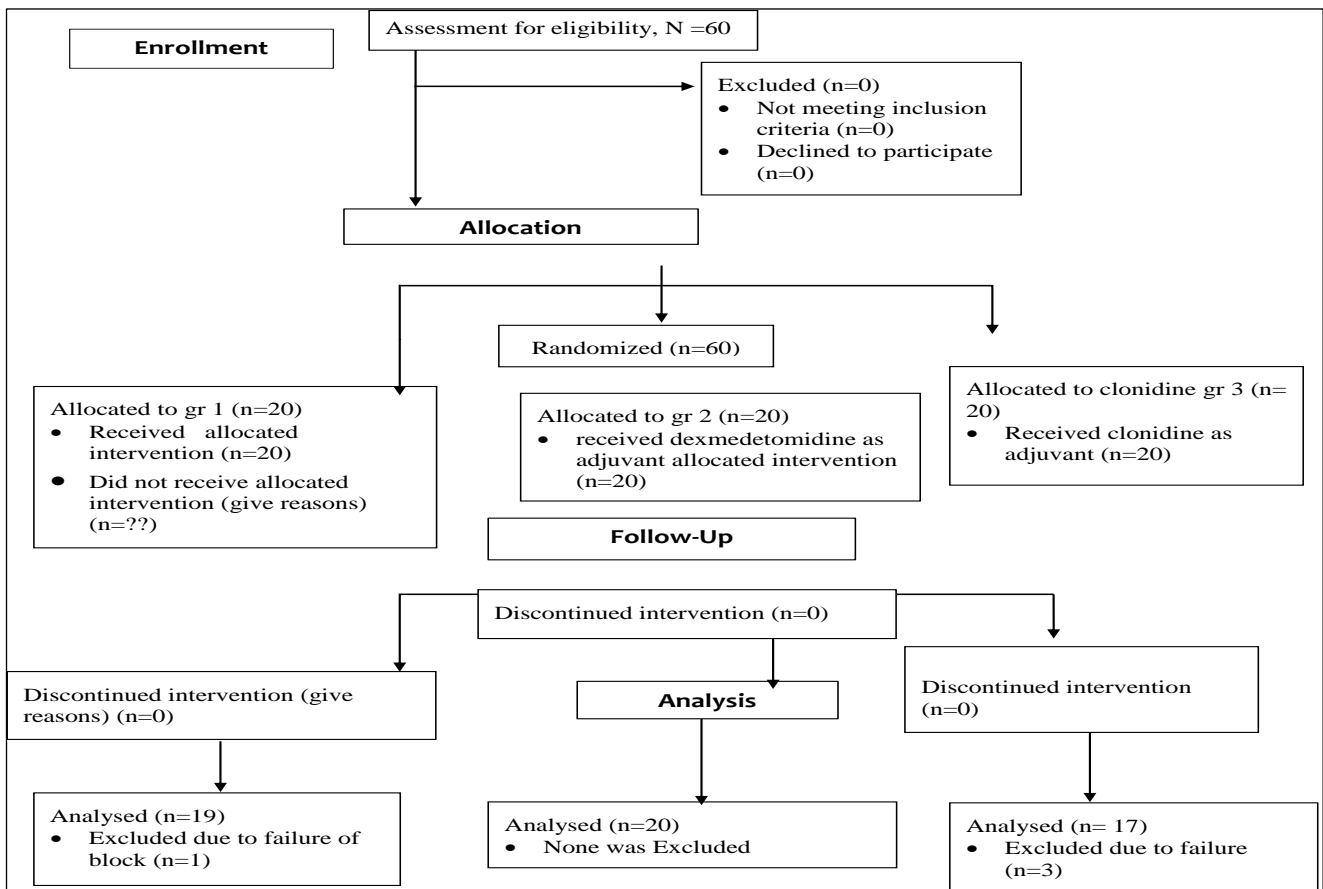 Assessment for eligibility, N =60
Enrollment
Excluded (n=0)
• Not meeting inclusion
criteria (n=0)
• Declined to participate
(n=0)
Allocation
Randomized (n=60)
Allocated to gr 1 (n=20)
• Received allocated
intervention (n=20)
• Did not receive allocated
intervention (give reasons)
(n=??)
Allocated to gr 2 (n=20)
• received dexmedetomidine as
adjuvant allocated intervention
(n=20)
Allocated to clonidine gr 3 (n=
20)
• Received clonidine as
adjuvant (n=20)
Follow-Up
Discontinued intervention (n=0)
Discontinued intervention (give
reasons) (n=0)
Analysis
Discontinued intervention
(n=0)
Analysed (n=19)
• Excluded due to failure of
block (n=1)
Analysed (n=20)
• None was Excluded
Analysed (n= 17)
• Excluded due to failure
(n=3)